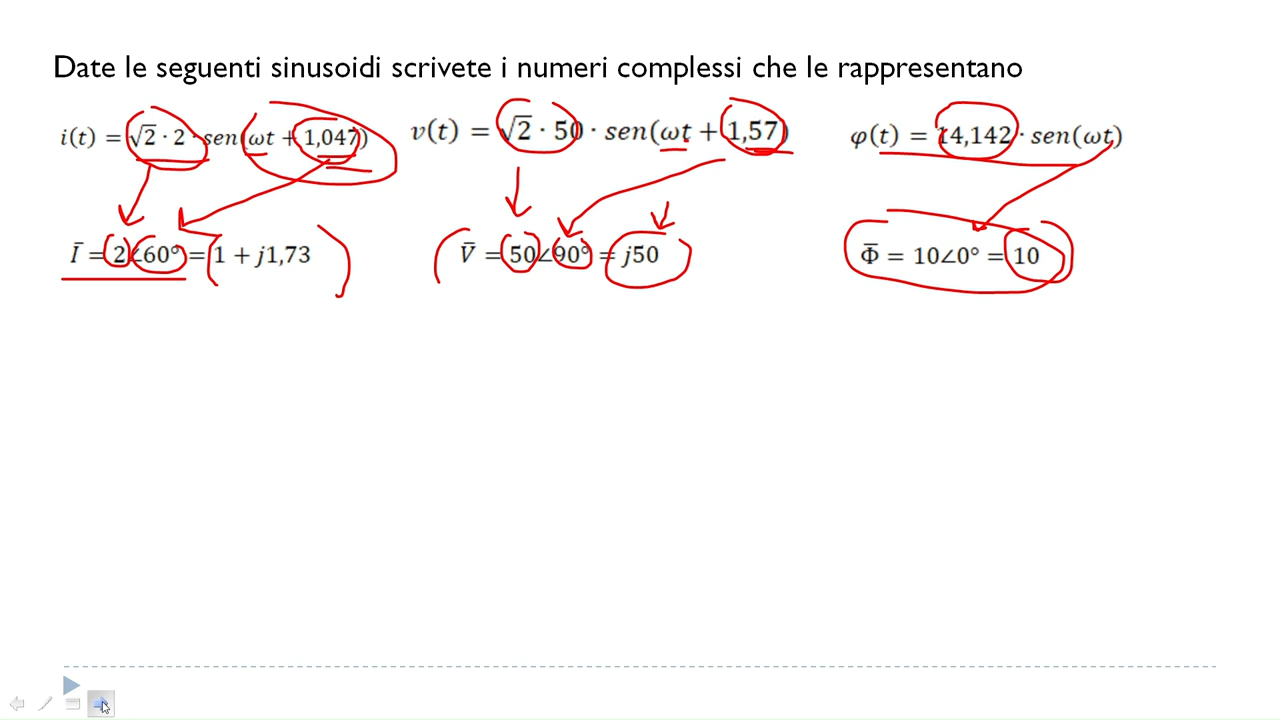 Date le seguenti sinusoidi scrivete i numeri complessi che le rappresentano
i(t) = √2 · 2 · sen(ωt + 1,047)) v(t) = √2 · 50 · sen(ωt + 1,57) φ(t) = 14,142 · sen(ωt)
Ī = 2∠60° = 1 + j1,73 V̄ = 50∠90° = j50 Φ̄ = 10∠0° = 10